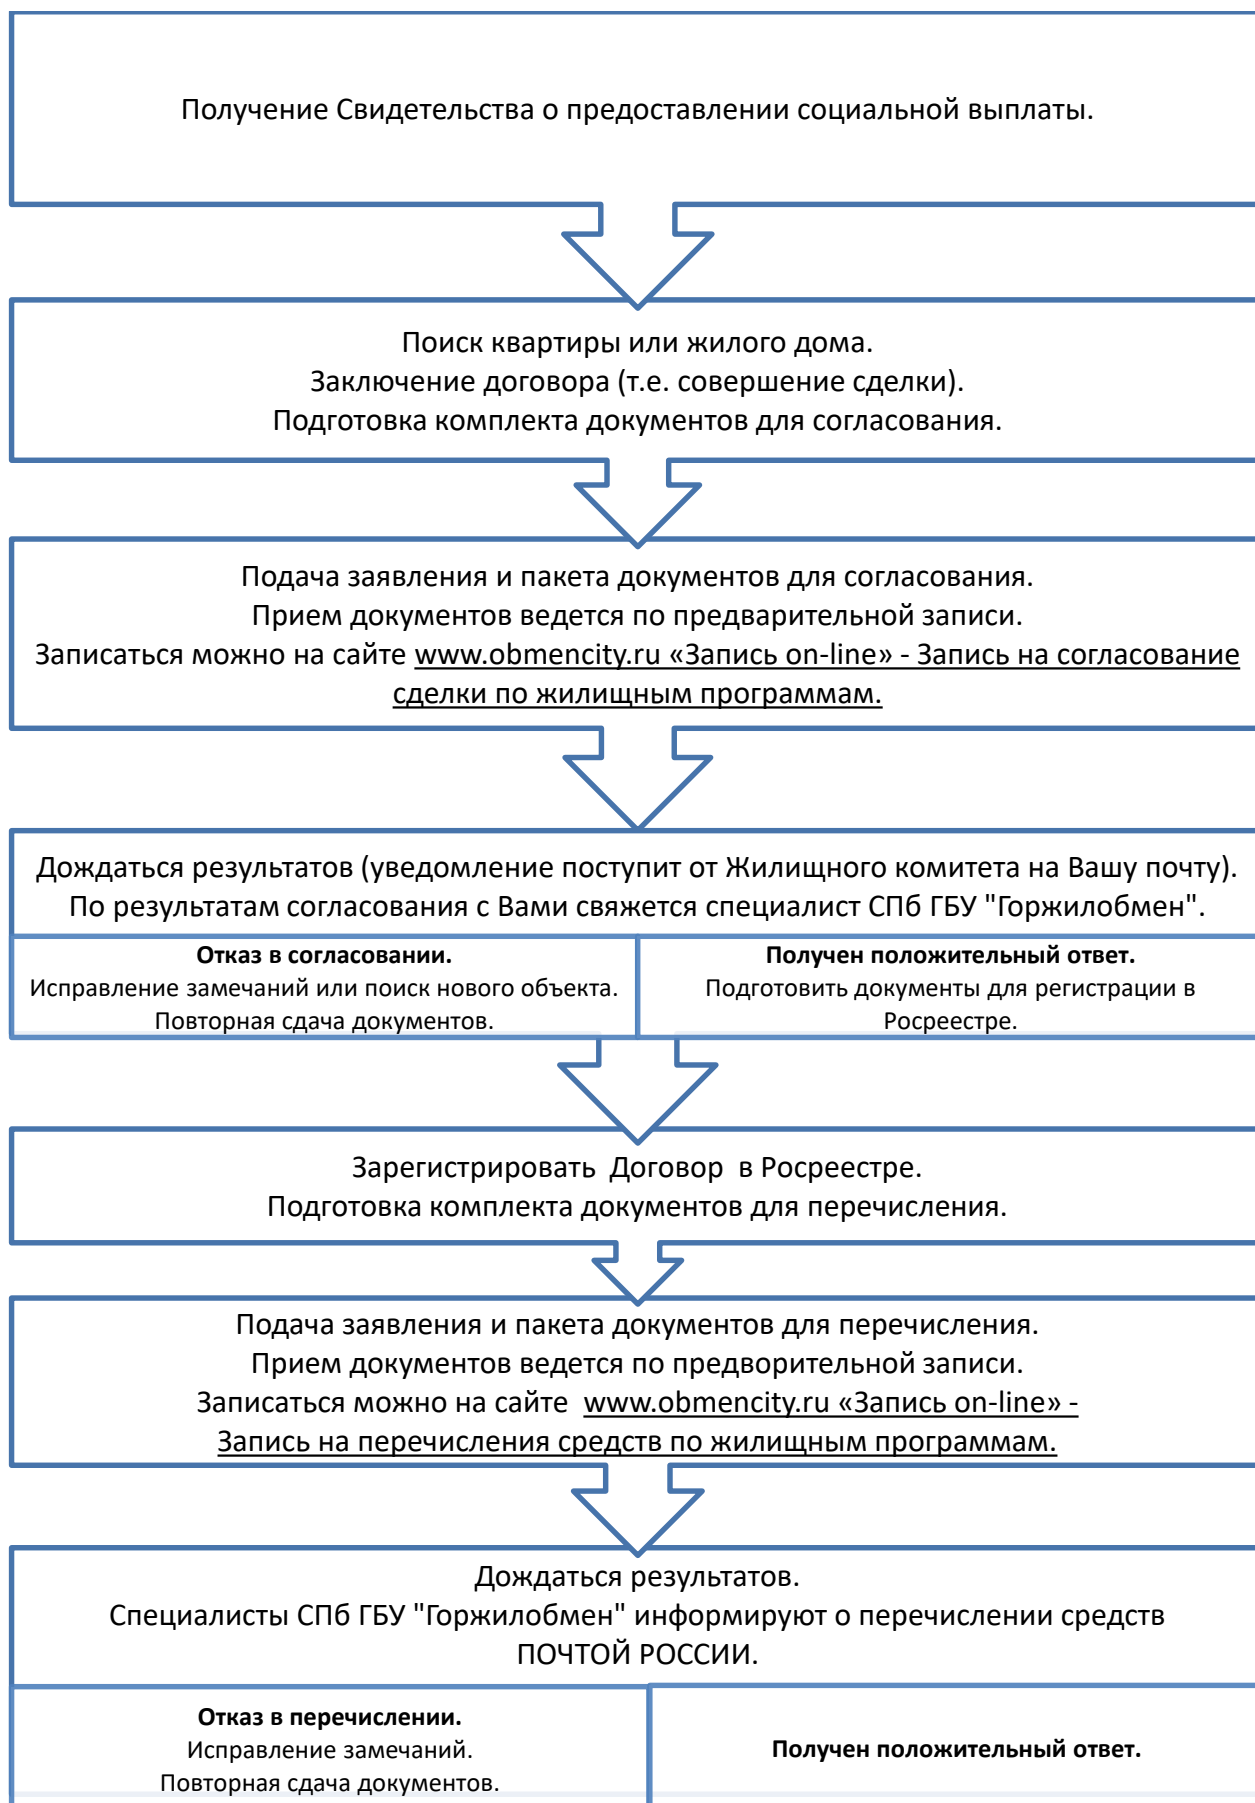 Получение Свидетельства о предоставлении социальной выплаты.
Поиск квартиры или жилого дома.
Заключение договора (т.е. совершение сделки).
Подготовка комплекта документов для согласования.
Подача заявления и пакета документов для согласования.
Прием документов ведется по предварительной записи.
Записаться можно на сайте www.obmencity.ru «Запись on-line» - Запись на согласование
сделки по жилищным программам.
Дождаться результатов (уведомление поступит от Жилищного комитета на Вашу почту).
По результатам согласования с Вами свяжется специалист СПб ГБУ "Горжилобмен".
Отказ в согласовании.
Исправление замечаний или поиск нового объекта.
Повторная сдача документов.
Получен положительный ответ.
Подготовить документы для регистрации в
Росреестре.
Зарегистрировать  Договор  в Росреестре.
Подготовка комплекта документов для перечисления.
Подача заявления и пакета документов для перечисления.
Прием документов ведется по предворительной записи.
Записаться можно на сайте  www.obmencity.ru «Запись on-line» -
Запись на перечисления средств по жилищным программам.
Дождаться результатов.
Специалисты СПб ГБУ "Горжилобмен" информируют о перечислении средств
ПОЧТОЙ РОССИИ.
Отказ в перечислении.
Исправление замечаний.
Повторная сдача документов.
Получен положительный ответ.